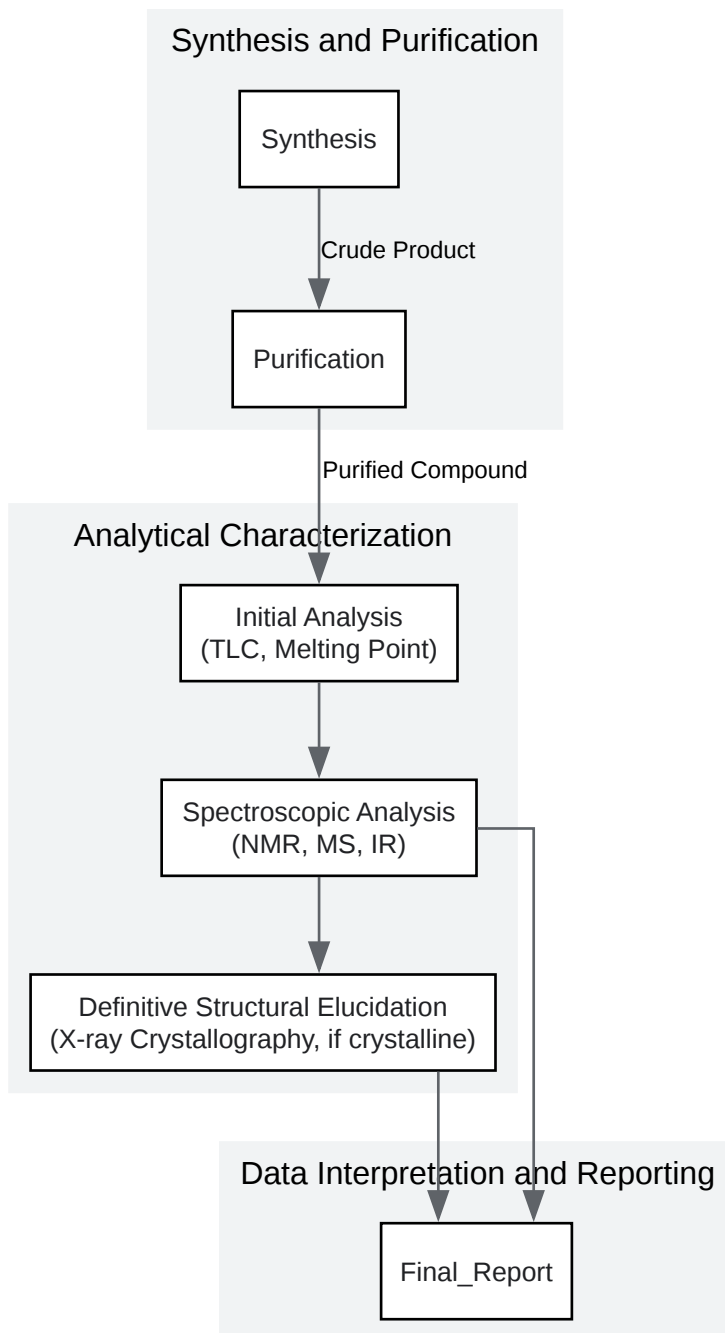 Synthesis and Purification
Synthesis
Crude Product
Purification
Purified Compound
Analytical Characterization
Initial Analysis
(TLC, Melting Point)
Spectroscopic Analysis
(NMR, MS, IR)
Definitive Structural Elucidation
(X-ray Crystallography, if crystalline)
Data Interpretation and Reporting
Final_Report